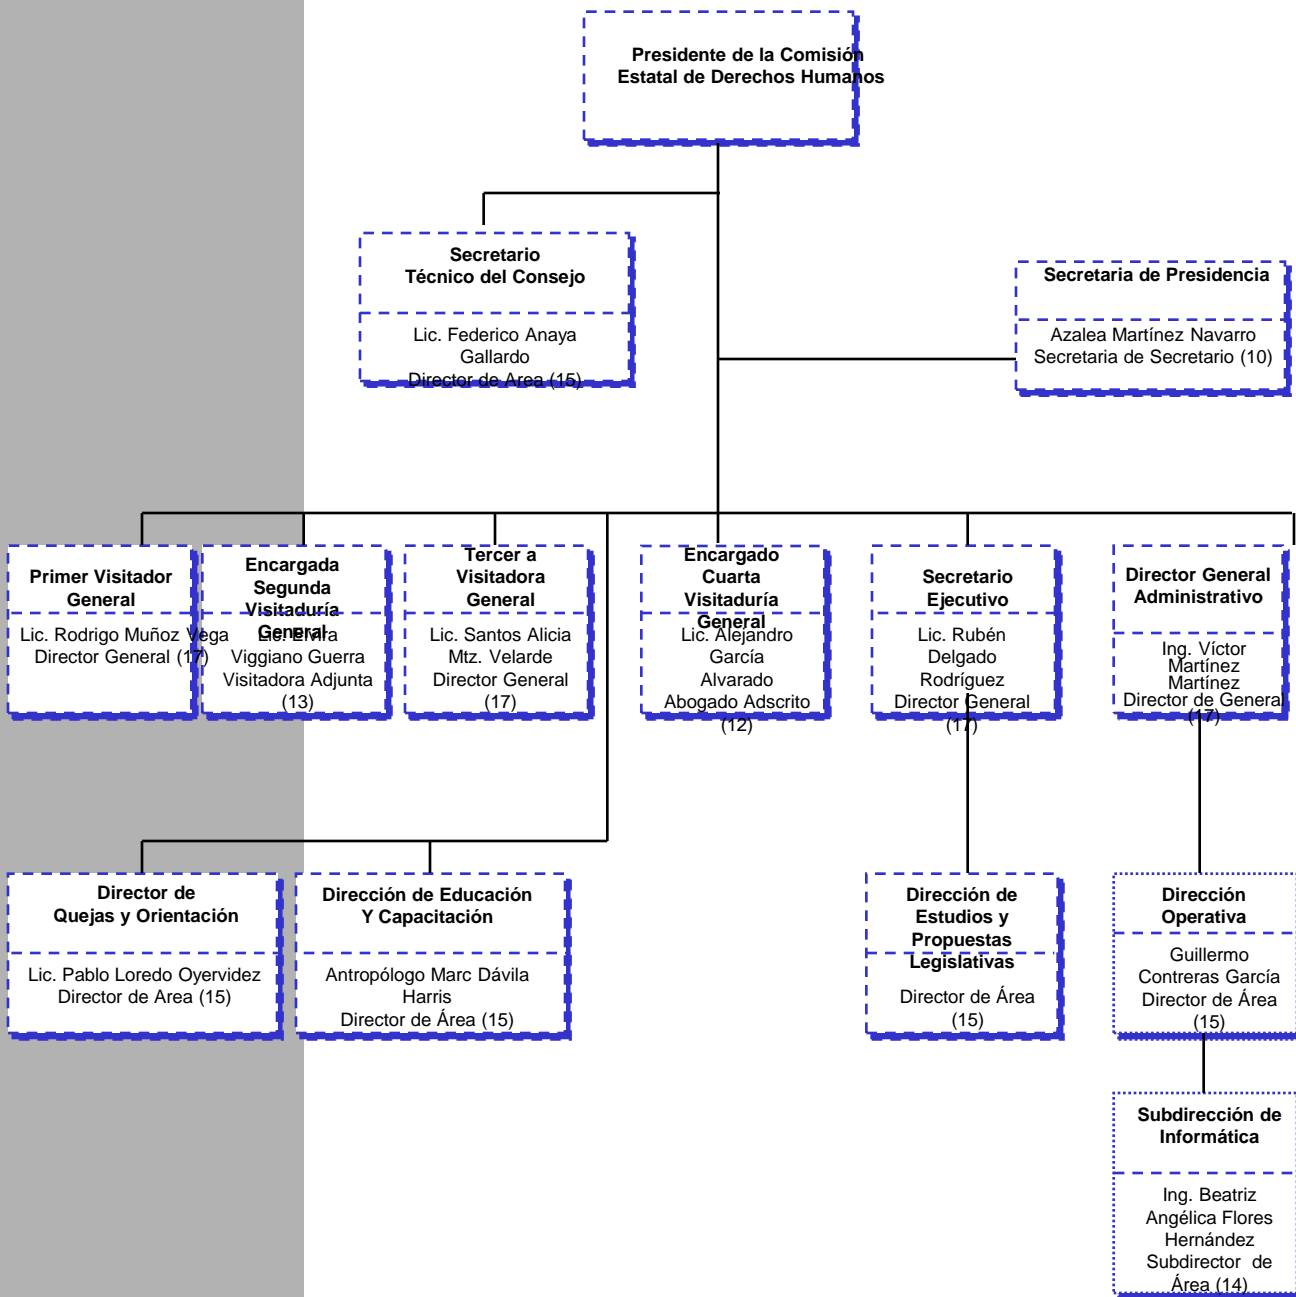 Presidente de la Comisión
Estatal de Derechos Humanos
Secretario
Técnico del Consejo
Lic. Federico Anaya
Gallardo
Director de Area (15)
Secretaria de Presidencia
Azalea Martínez Navarro
Secretaria de Secretario (10)
Primer Visitador
General
Lic. Rodrigo Muñoz Vega
Director General (17)
Encargada
Segunda
Visitaduría
General
Lic. Elvira
Viggiano Guerra
Visitadora Adjunta
(13)
Tercer a
Visitadora
General
Lic. Santos Alicia
Mtz. Velarde
Director General
(17)
Encargado
Cuarta
Visitaduría
General
Lic. Alejandro
García
Alvarado
Abogado Adscrito
(12)
Secretario
Ejecutivo
Lic. Rubén
Delgado
Rodríguez
Director General
(17)
Director General
Administrativo
Ing. Víctor
Martínez
Martínez
Director de General
(17)
Director de
Quejas y Orientación
Lic. Pablo Loredo Oyervidez
Director de Area (15)
Dirección de Educación
Y Capacitación
Antropólogo Marc Dávila
Harris
Director de Área (15)
Dirección de
Estudios y
Propuestas
Legislativas
Director de Área
(15)
Dirección
Operativa
Guillermo
Contreras García
Director de Área
(15)
Subdirección de
Informática
Ing. Beatriz
Angélica Flores
Hernández
Subdirector de
Área (14)